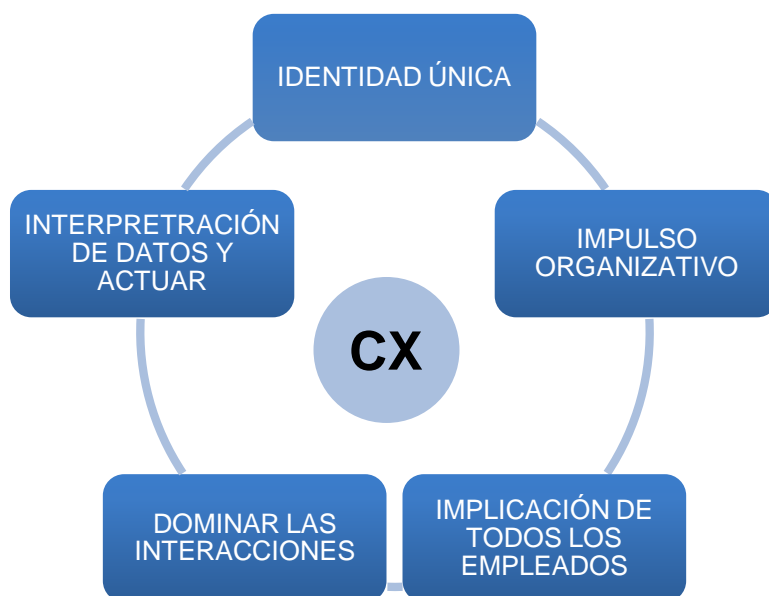 IDENTIDAD ÚNICA
IMPULSO
ORGANIZATIVO
IMPLICACIÓN DE
TODOS LOS
EMPLEADOS
DOMINAR LAS
INTERACCIONES
INTERPRETRACIÓN
DE DATOS Y
ACTUAR
CX